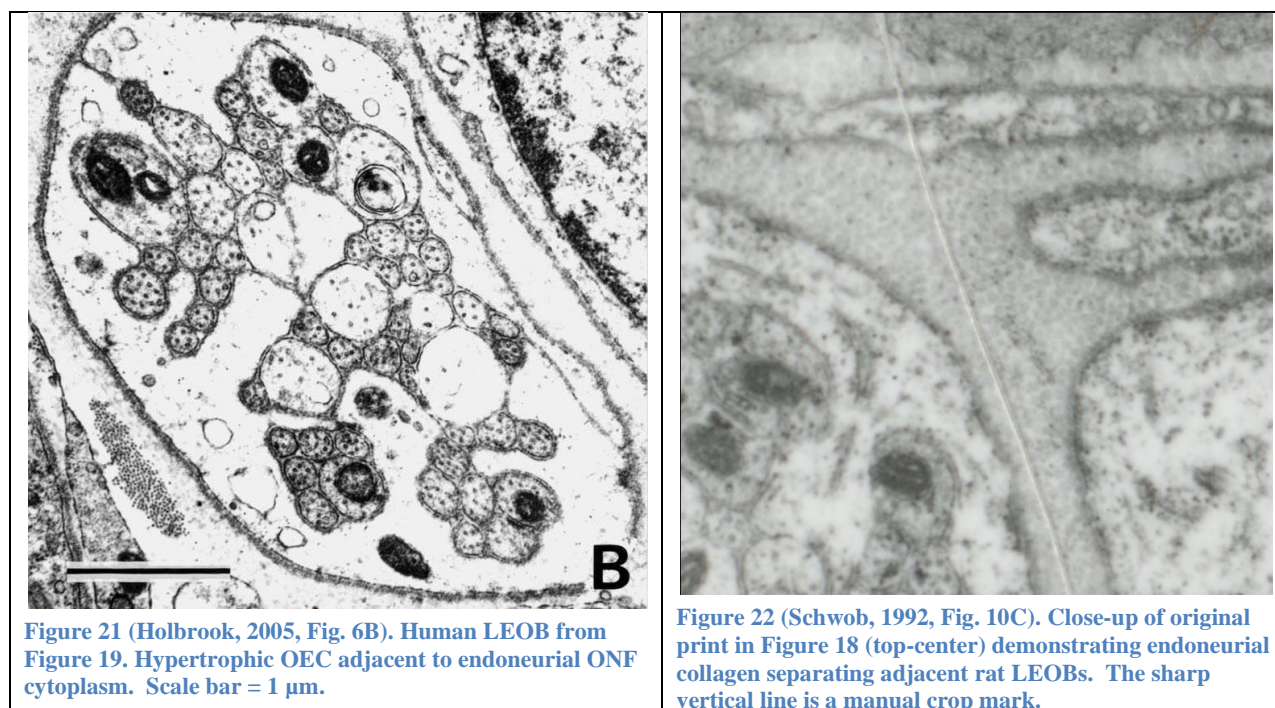 B
Figure 21 (Holbrook, 2005, Fig. 6B). Human LEOB from
Figure 19. Hypertrophic OEC adjacent to endoneurial ONF
cytoplasm. Scale bar = 1 µm.
Figure 22 (Schwob, 1992, Fig. 10C). Close-up of original
print in Figure 18 (top-center) demonstrating endoneurial
collagen separating adjacent rat LEOBs. The sharp
vertical line is a manual crop mark.